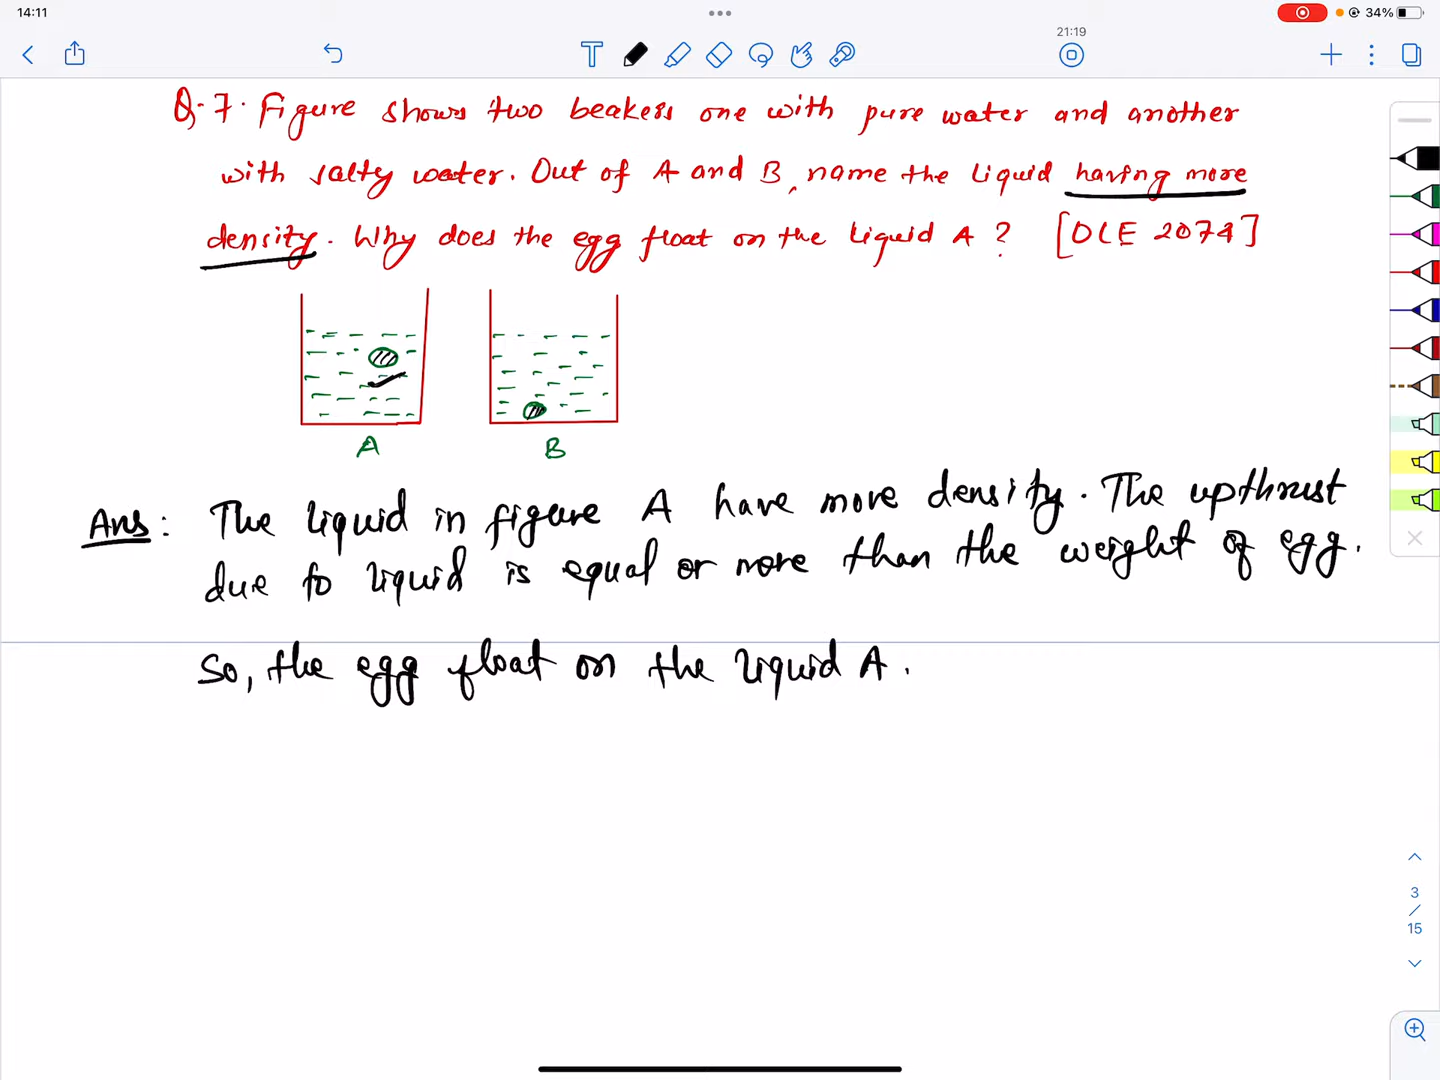 14:11
34%
21:19
Q.7. Figure shows two beakers one with pure water and another
with salty water. Out of A and B, name the liquid having more
density. Why does the egg float on the liquid A ? [DLE 2074]
A
B
Ans: The liquid in figure A have more density. The upthrust
due to liquid is equal or more than the weight of egg.
So, the egg float on the liquid A.
3
/
15